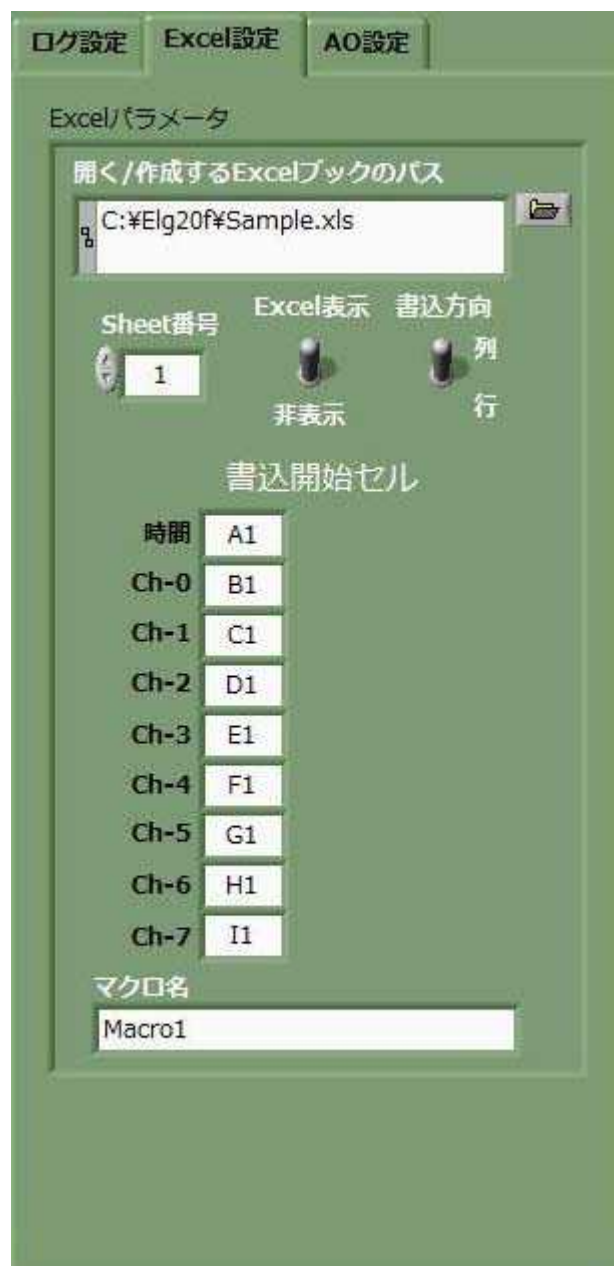 ログ設定 Excel設定 AO設定
Excelパラメータ
開く/作成するExcelブックのパス
C:¥Elg20f¥Sample.xls
Sheet番号 Excel表示 書込方向
1 列
非表示 行
書込開始セル
時間 A1
Ch-0 B1
Ch-1 C1
Ch-2 D1
Ch-3 E1
Ch-4 F1
Ch-5 G1
Ch-6 H1
Ch-7 I1
マクロ名
Macro1